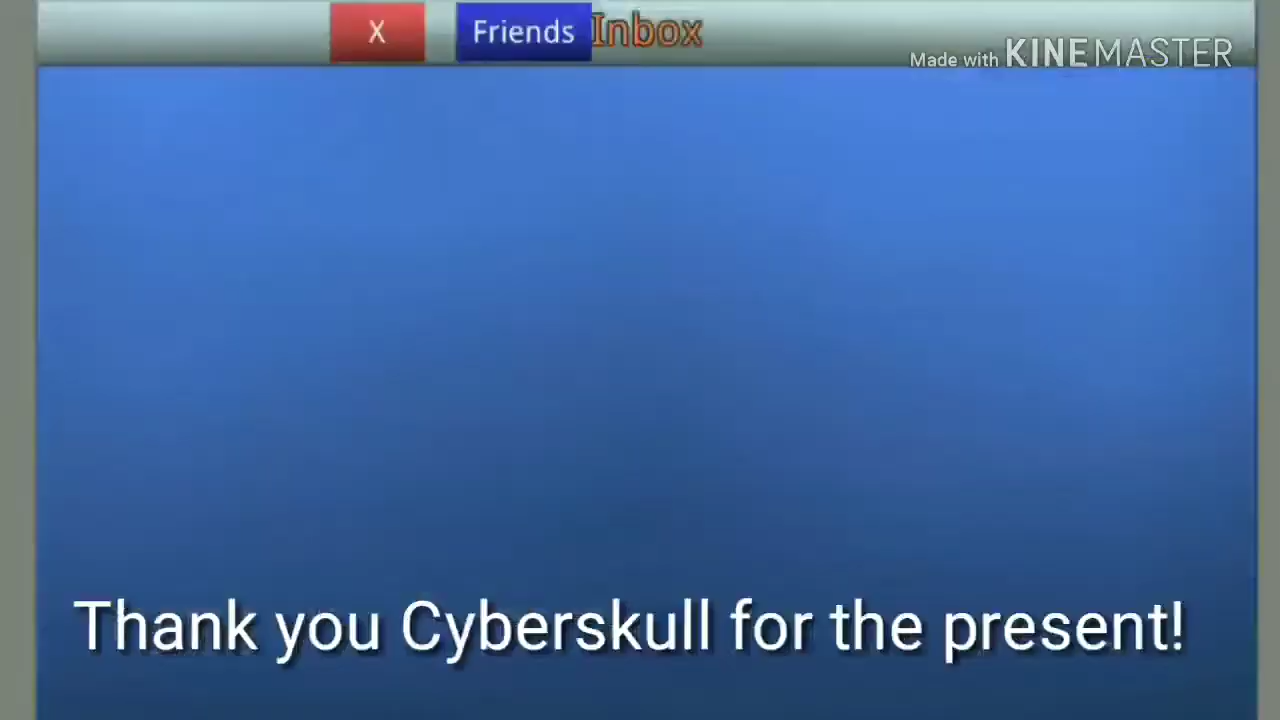 X
Friends
Inbox
Made with KINEMASTER
Thank you Cyberskull for the present!